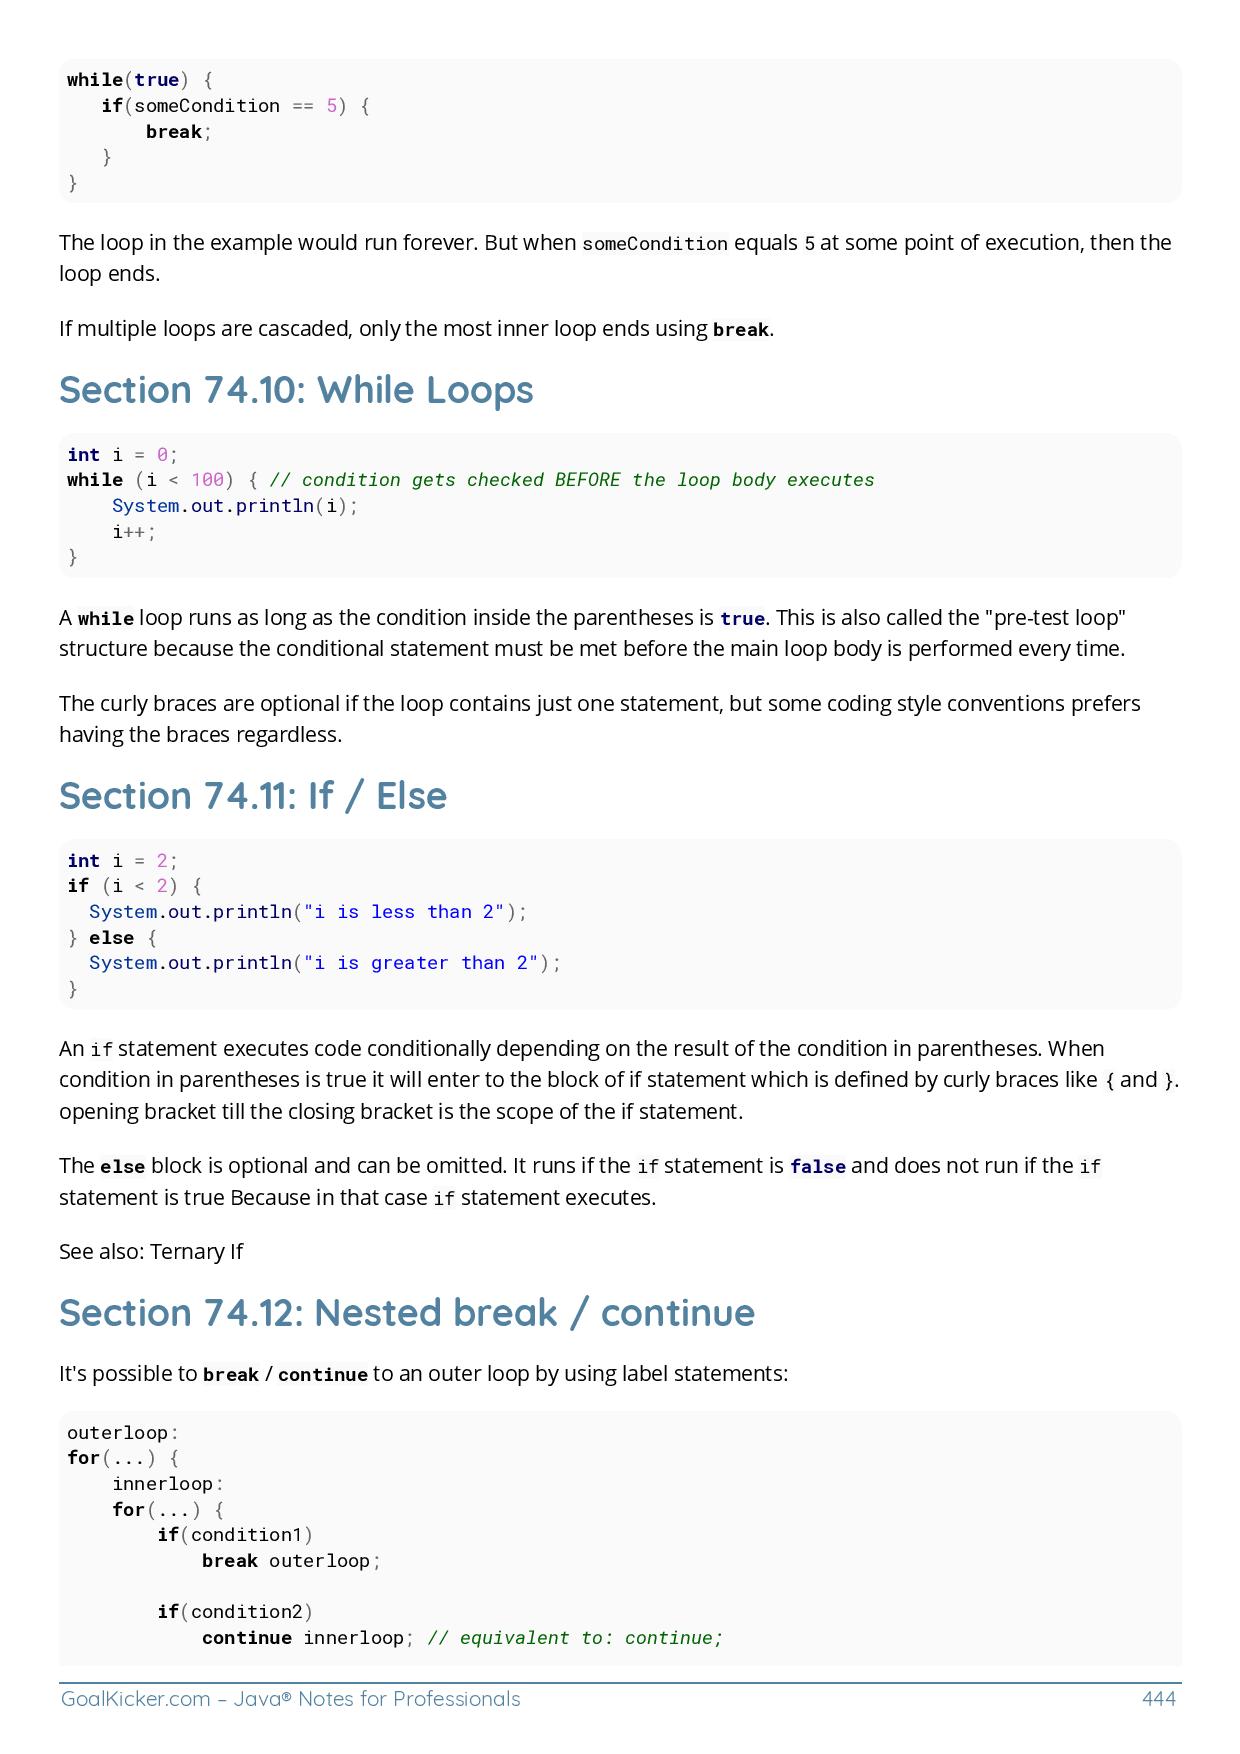 while(true) {
   if(someCondition == 5) {
       break;
   }
}
The loop in the example would run forever. But when someCondition equals 5 at some point of execution, then the
loop ends.
If multiple loops are cascaded, only the most inner loop ends using break.
Section 74.10: While Loops
int i = 0;
while (i < 100) { // condition gets checked BEFORE the loop body executes
    System.out.println(i);
    i++;
}
A while loop runs as long as the condition inside the parentheses is true. This is also called the "pre-test loop"
structure because the conditional statement must be met before the main loop body is performed every time.
The curly braces are optional if the loop contains just one statement, but some coding style conventions prefers
having the braces regardless.
Section 74.11: If / Else
int i = 2;
if (i < 2) {
  System.out.println("i is less than 2");
} else {
  System.out.println("i is greater than 2");
}
An if statement executes code conditionally depending on the result of the condition in parentheses. When
condition in parentheses is true it will enter to the block of if statement which is defined by curly braces like { and }.
opening bracket till the closing bracket is the scope of the if statement.
The else block is optional and can be omitted. It runs if the if statement is false and does not run if the if
statement is true Because in that case if statement executes.
See also: Ternary If
Section 74.12: Nested break / continue
It's possible to break / continue to an outer loop by using label statements:
outerloop:
for(...) {
    innerloop:
    for(...) {
        if(condition1)
            break outerloop;
        if(condition2)
            continue innerloop; // equivalent to: continue;
GoalKicker.com – Java® Notes for Professionals 444